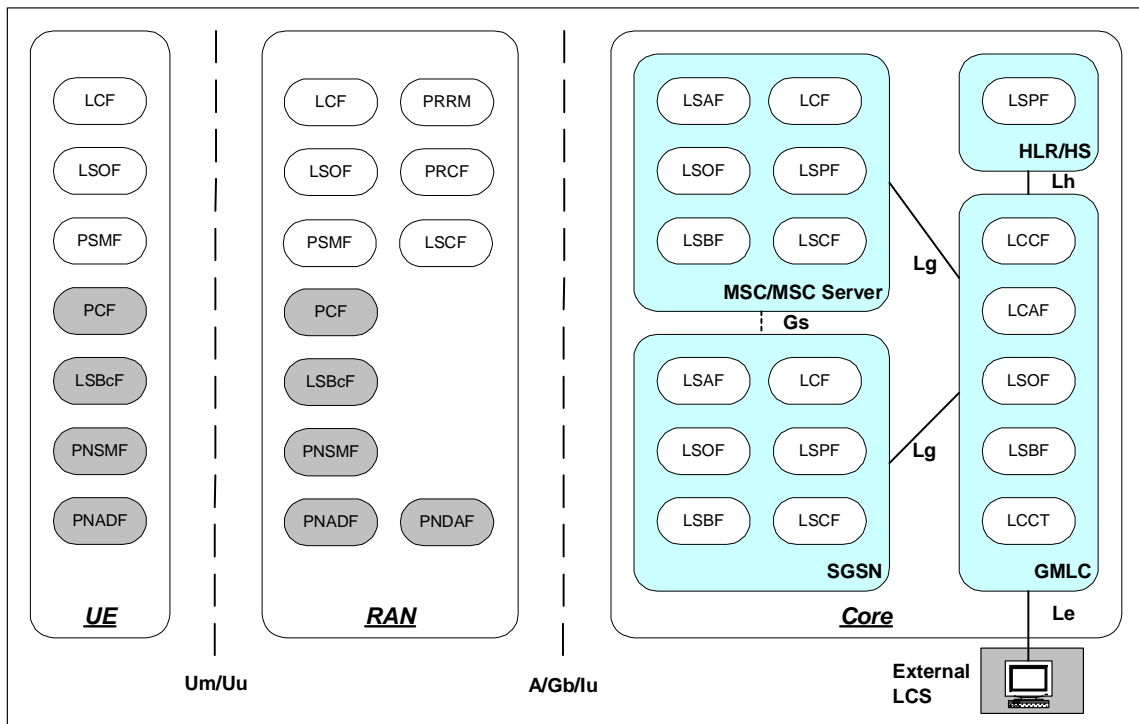 LCF
LSOF
PSMF
PCF
LSBcF
PNSMF
PNADF
UE
Um/Uu
LCF PRRM
LSOF PRCF
PSMF LSCF
PCF
LSBcF
PNSMF
PNADF PNDAF
RAN
A/Gb/Iu
LSAF LCF
LSOF LSPF
LSBF LSCF
MSC/MSC Server
Gs
LSAF LCF
LSOF LSPF
LSBF LSCF
SGSN
Lg
Lg
LSPF
HLR/HS
Lh
LCCF
LCAF
LSOF
LSBF
LCCT
GMLC
Core
Le
External
LCS